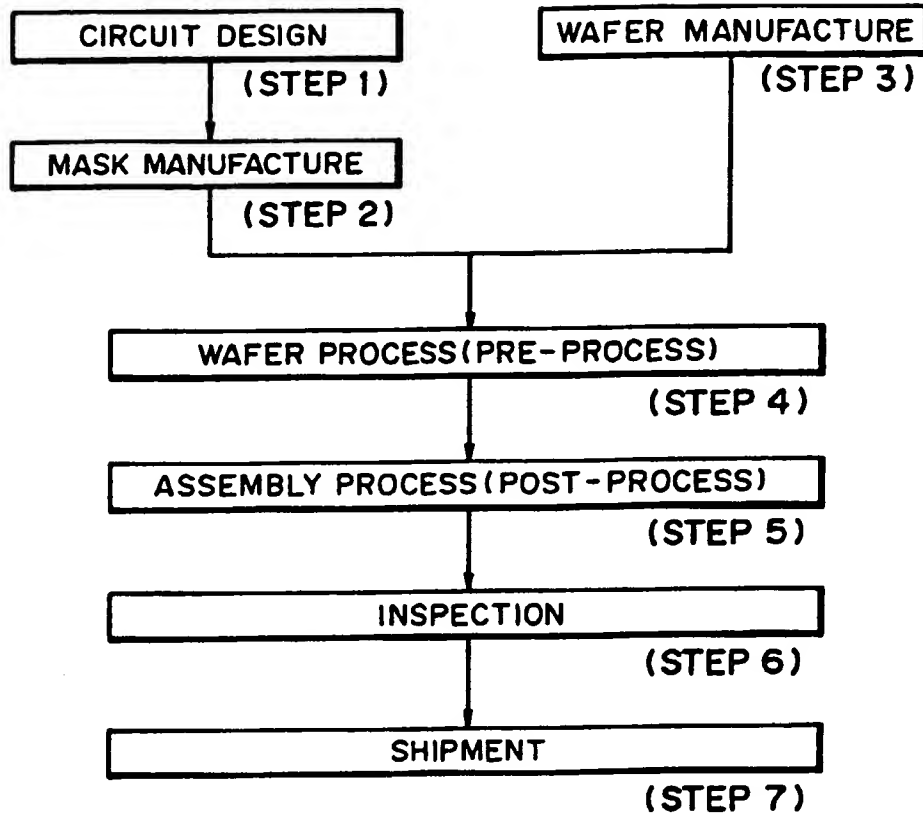 CIRCUIT DESIGN
(STEP 1)
MASK MANUFACTURE
(STEP 2)
WAFER MANUFACTURE
(STEP 3)
WAFER PROCESS(PRE-PROCESS)
(STEP 4)
ASSEMBLY PROCESS(POST-PROCESS)
(STEP 5)
INSPECTION
(STEP 6)
SHIPMENT
(STEP 7)